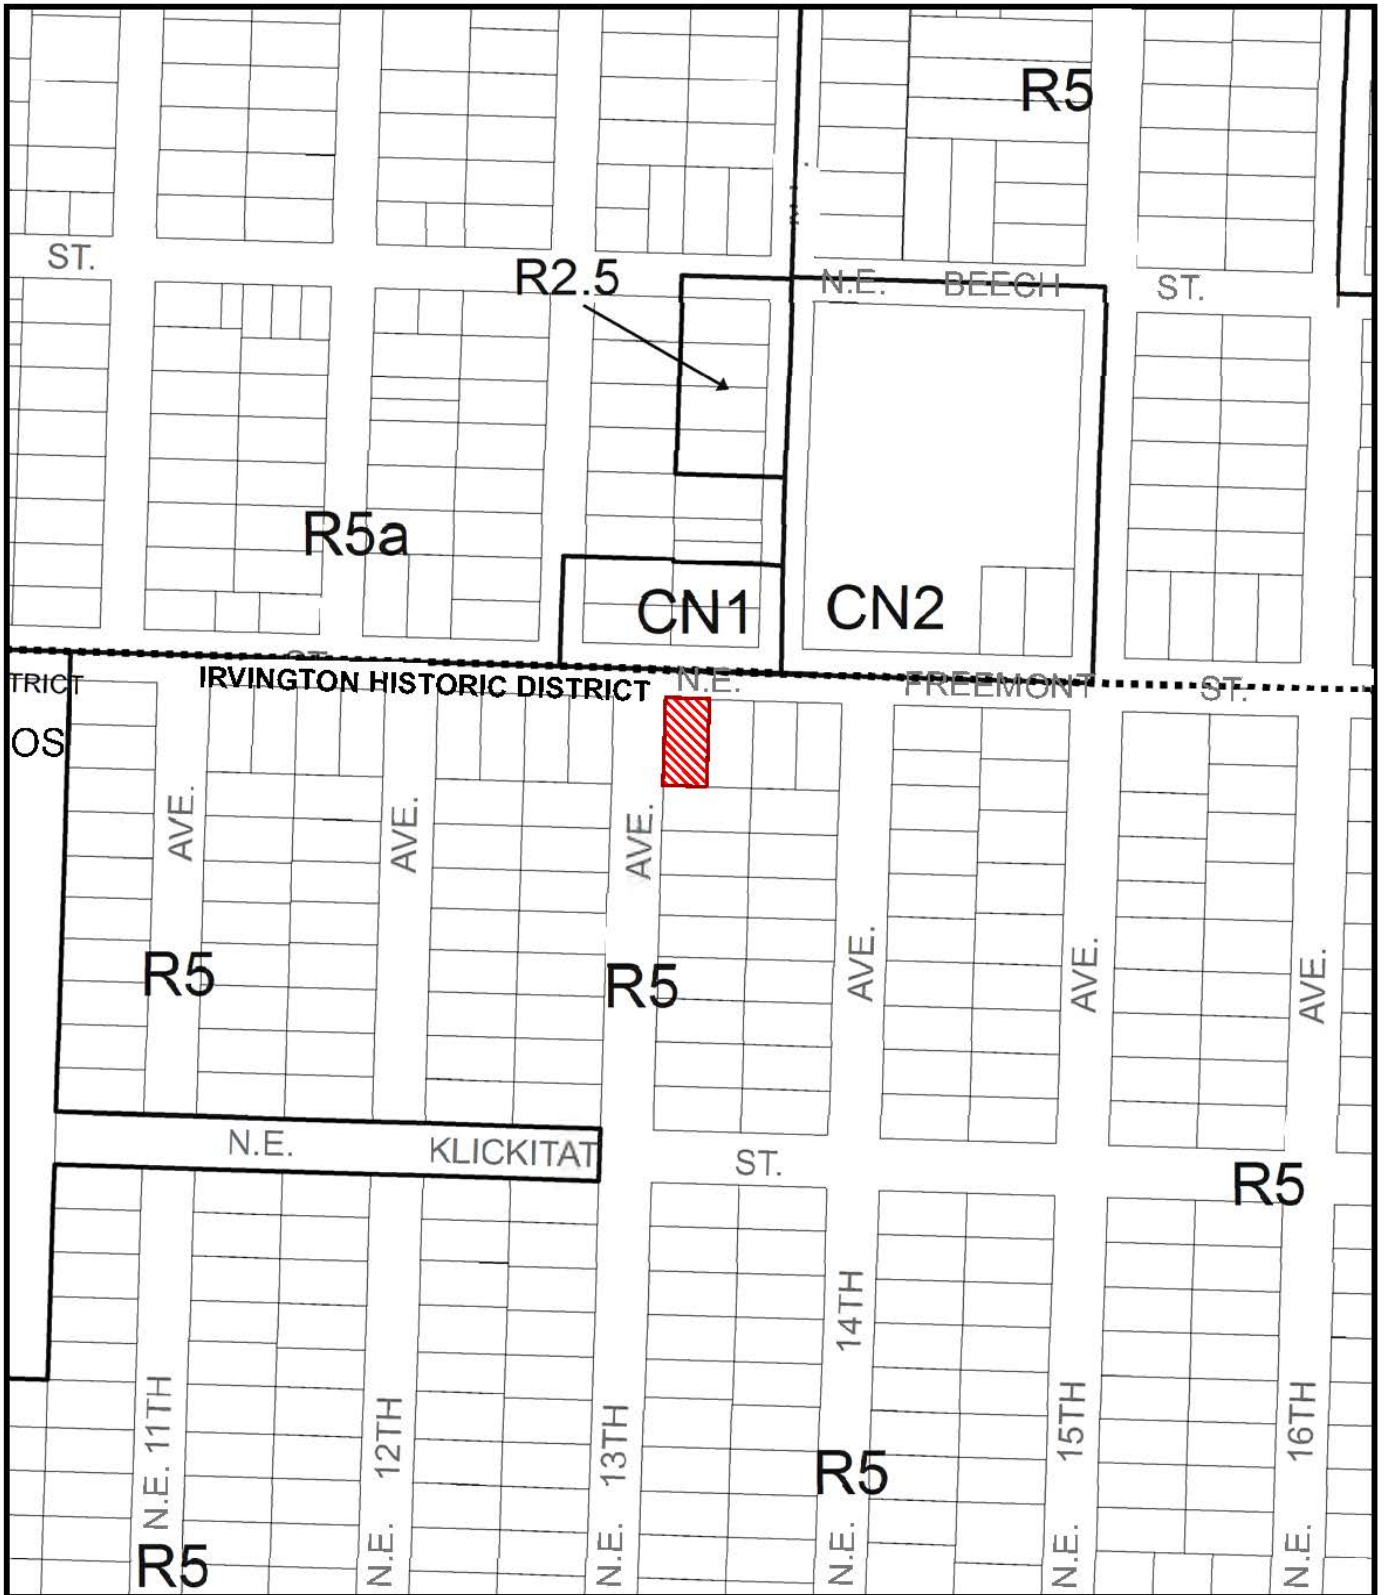 R5
ST.
R2.5
N.E. BEECH ST.
R5a
CN1
CN2
IRVINGTON HISTORIC DISTRICT
N.E. FREEMONT ST.
TRICT
OS
AVE.
AVE.
AVE.
AVE.
AVE.
AVE.
R5
R5
N.E. KLICKITAT ST.
R5
N.E. 11TH
N.E. 12TH
N.E. 13TH
N.E. 14TH
N.E. 15TH
N.E. 16TH
R5
R5